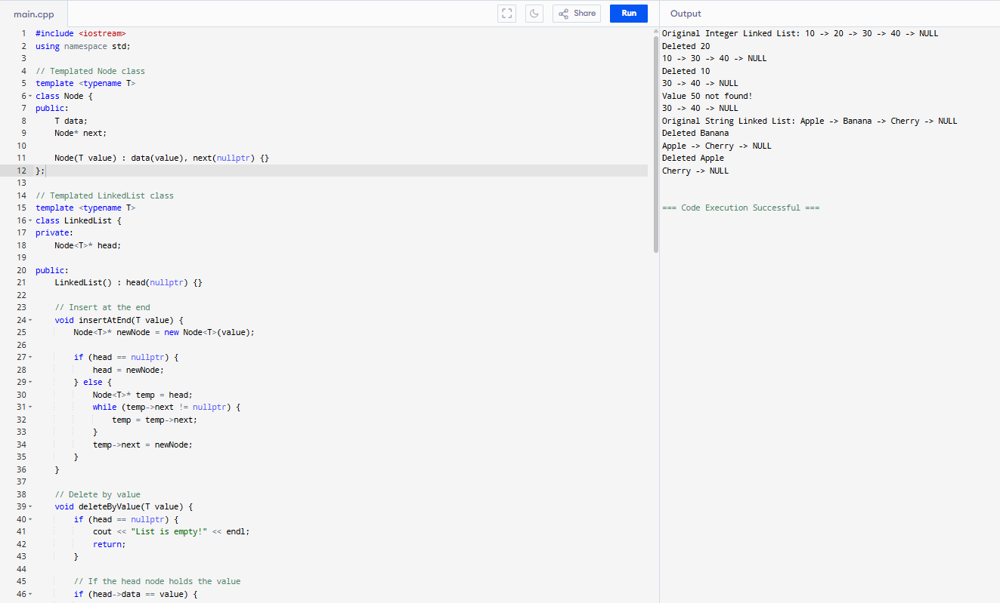 main.cpp
Share
Run
Output
1 #include <iostream>
2 using namespace std;
3
4 // Templated Node class
5 template <typename T>
6 class Node {
7 public:
8     T data;
9     Node* next;
10
11     Node(T value) : data(value), next(nullptr) {}
12 };
13
14 // Templated LinkedList class
15 template <typename T>
16 class LinkedList {
17 private:
18     Node<T>* head;
19
20 public:
21     LinkedList() : head(nullptr) {}
22
23     // Insert at the end
24     void insertAtEnd(T value) {
25         Node<T>* newNode = new Node<T>(value);
26
27         if (head == nullptr) {
28             head = newNode;
29         } else {
30             Node<T>* temp = head;
31             while (temp->next != nullptr) {
32                 temp = temp->next;
33             }
34             temp->next = newNode;
35         }
36     }
37
38     // Delete by value
39     void deleteByValue(T value) {
40         if (head == nullptr) {
41             cout << "List is empty!" << endl;
42             return;
43         }
44
45         // If the head node holds the value
46         if (head->data == value) {
Original Integer Linked List: 10 -> 20 -> 30 -> 40 -> NULL
Deleted 20
10 -> 30 -> 40 -> NULL
Deleted 10
30 -> 40 -> NULL
Value 50 not found!
30 -> 40 -> NULL
Original String Linked List: Apple -> Banana -> Cherry -> NULL
Deleted Banana
Apple -> Cherry -> NULL
Deleted Apple
Cherry -> NULL
=== Code Execution Successful ===